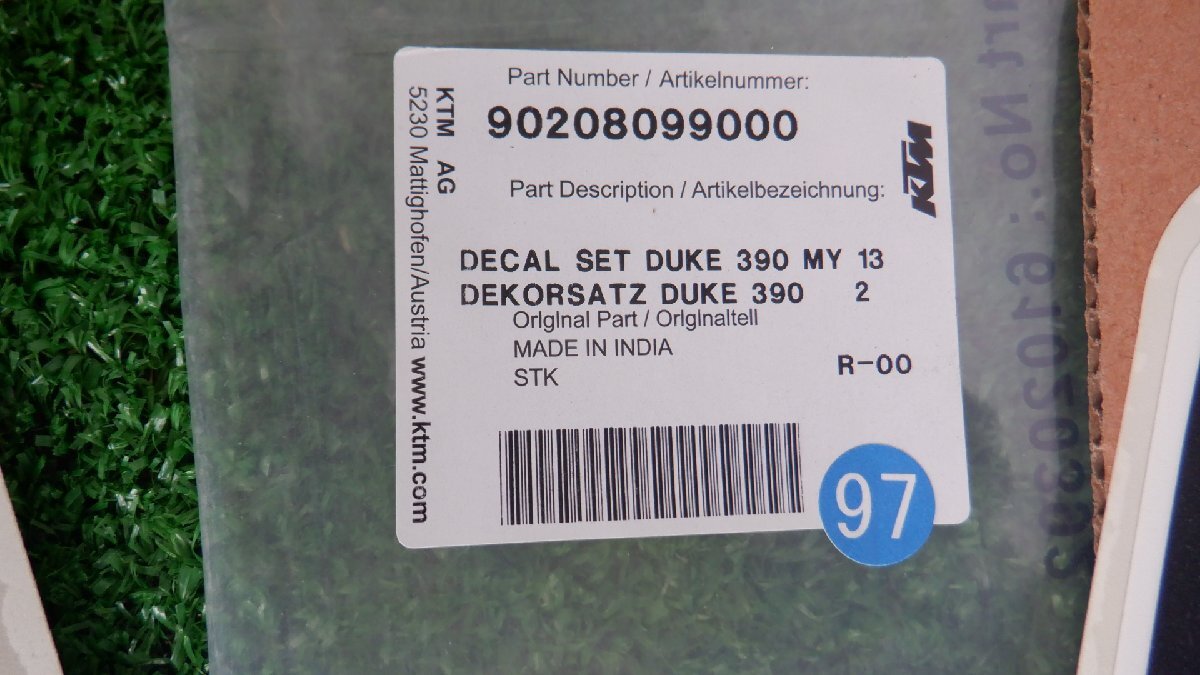 Part Number / Artikelnummer:
90208099000
Part Description / Artikelbezeichnung:
DECAL SET DUKE 390 MY 13
DEKORSATZ DUKE 390 2
Original Part / Originalteil
MADE IN INDIA
STK
R-00
KTM AG
5230 Mattighofen/Austria www.ktm.com
KTM
97